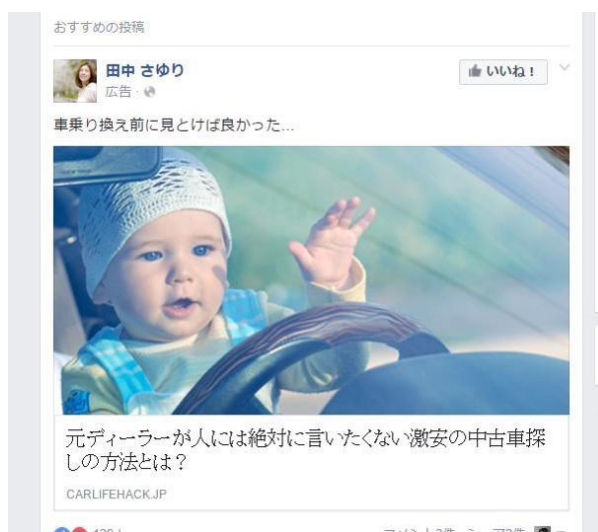 おすすめの投稿
田中 さゆり
いいね！
広告 ·
車乗り換え前に見とけば良かった...
元ディーラーが人には絶対に言いたくない激安の中古車探
しの方法とは？
CARLIFEHACK.JP